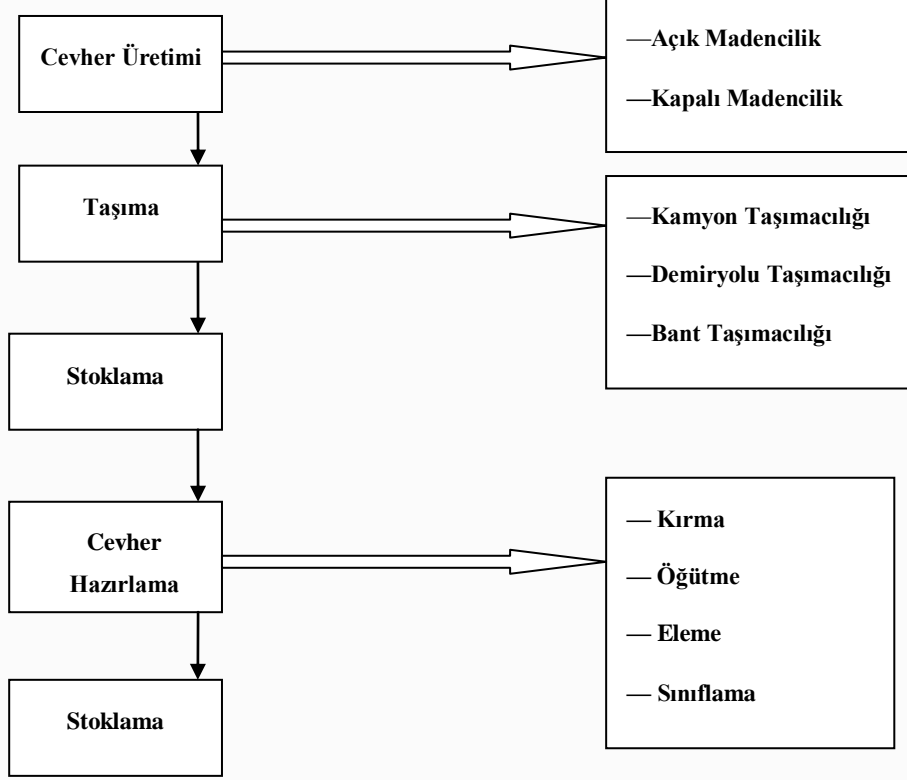 Cevher Üretimi
—Açık Madencilik
—Kapalı Madencilik
Taşıma
—Kamyon Taşımacılığı
—Demiryolu Taşımacılığı
—Bant Taşımacılığı
Stoklama
Cevher
Hazırlama
— Kırma
— Öğütme
— Eleme
— Sınıflama
Stoklama